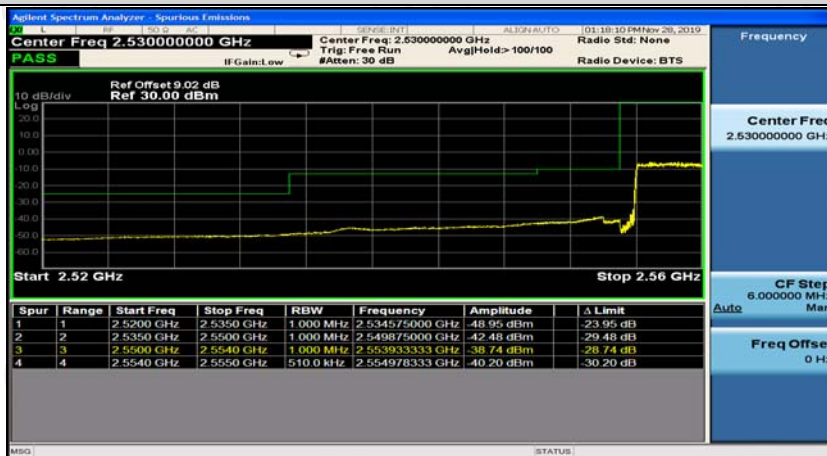 Agilent Spectrum Analyzer - Spurious Emissions
L RF 50 Ω AC SENSE:INT ALIGN AUTO 01:18:10 PM Nov 28, 2019
Center Freq 2.530000000 GHz
Center Freq: 2.530000000 GHz
Radio Std: None
Trig: Free Run
Avg|Hold:> 100/100
PASS
IFGain:Low
#Atten: 30 dB
Radio Device: BTS
Ref Offset 9.02 dB
10 dB/div
Ref 30.00 dBm
Log
20.0
10.0
0.00
-10.0
-20.0
-30.0
-40.0
-50.0
-60.0
Start 2.52 GHz
Stop 2.56 GHz
Spur Range Start Freq Stop Freq RBW Frequency Amplitude Δ Limit
1 1 2.5200 GHz 2.5350 GHz 1.000 MHz 2.534575000 GHz -48.95 dBm -23.95 dB
2 2 2.5350 GHz 2.5500 GHz 1.000 MHz 2.549875000 GHz -42.48 dBm -29.48 dB
3 3 2.5500 GHz 2.5540 GHz 1.000 MHz 2.553933333 GHz -38.74 dBm -28.74 dB
4 4 2.5540 GHz 2.5550 GHz 510.0 kHz 2.554978333 GHz -40.20 dBm -30.20 dB
MSG
STATUS
Frequency
Center Freq
2.530000000 GHz
CF Step
6.000000 MHz
Auto Man
Freq Offset
0 Hz